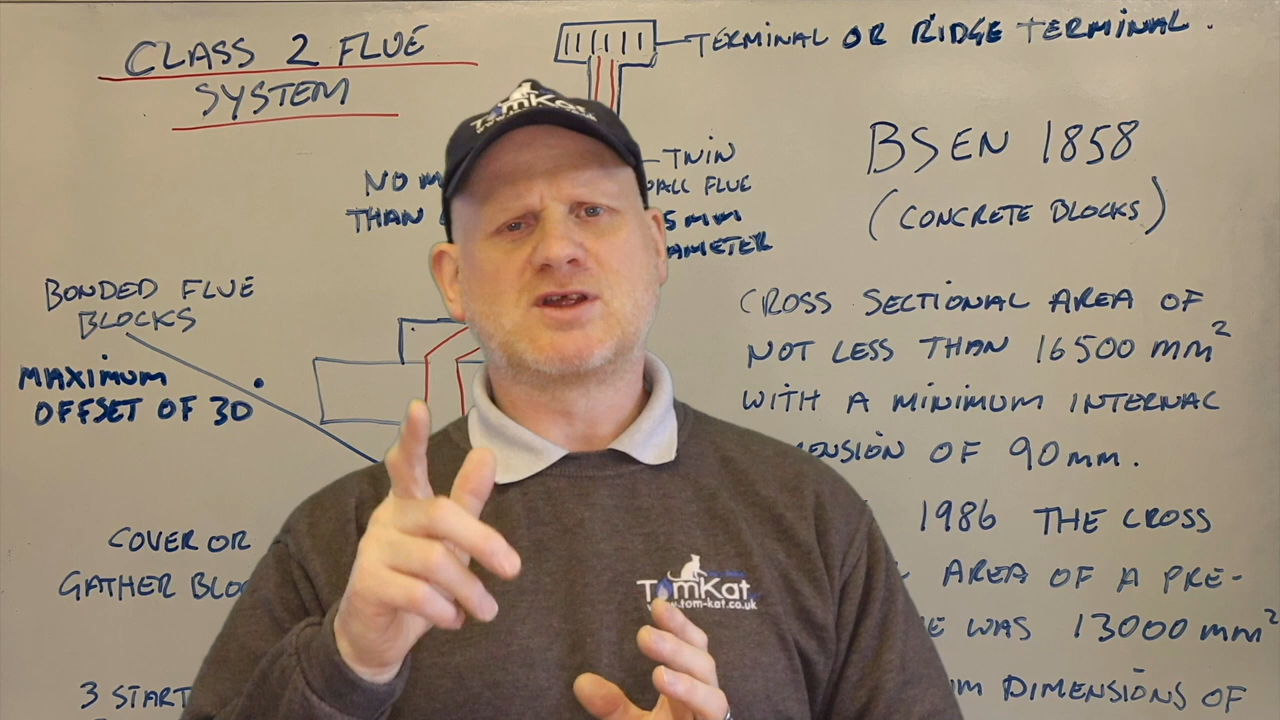 CLASS 2 FLUE
SYSTEM
TERMINAL OR RIDGE TERMINAL.
TWIN
WALL FLUE
5MM
NO M
THAN
BSEN 1858
(CONCRETE BLOCKS)
BONDED FLUE
BLOCKS
MAXIMUM
OFFSET OF 30
CROSS SECTIONAL AREA OF
NOT LESS THAN 16500 MM²
WITH A MINIMUM INTERNAL
ENSION OF 90MM.
1986 THE CROSS
AREA OF A PRE-
E WAS 13000 MM²
M DIMENSIONS OF
COVER OR
GATHER BLOC
3 START
TomKat
TomKat
www.tom-kat.co.uk